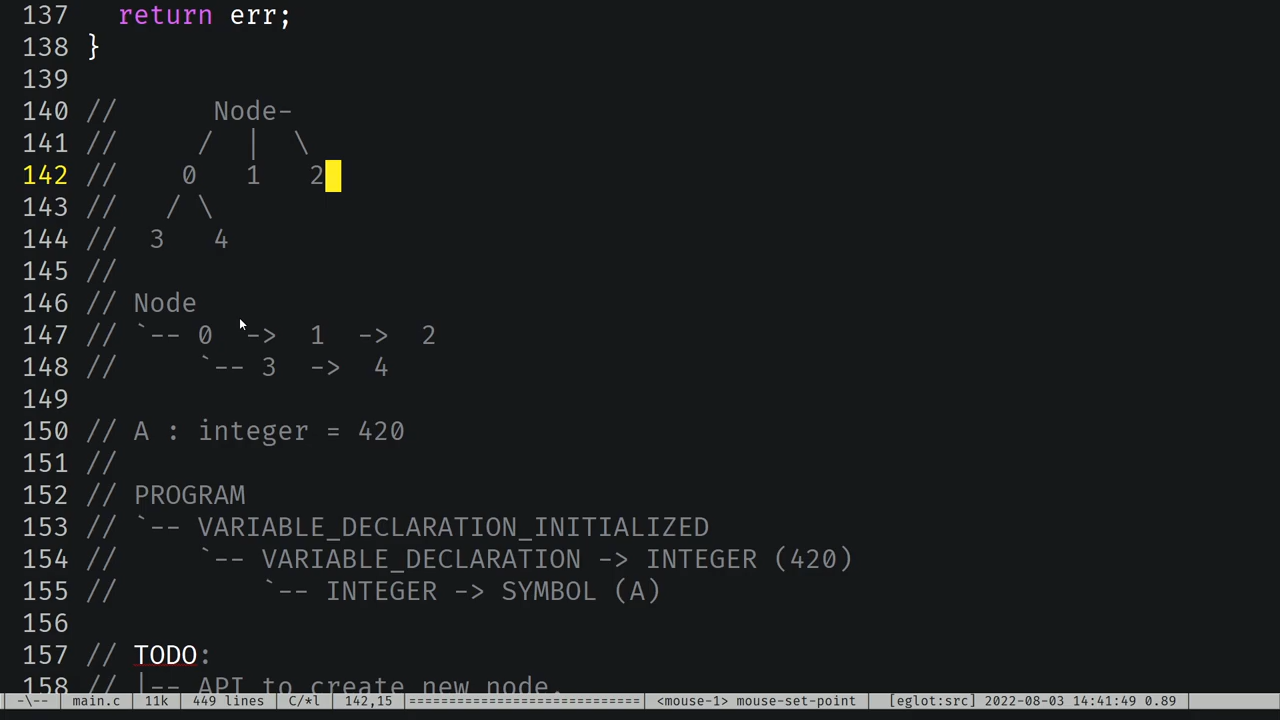 137   return err;
138 }
139
140 //      Node-
141 //     /  |  \
142 //    0   1   2
143 //   / \
144 //  3   4
145 //
146 // Node
147 // `-- 0  ->  1  ->  2
148 //     `-- 3  ->  4
149
150 // A : integer = 420
151 //
152 // PROGRAM
153 // `-- VARIABLE_DECLARATION_INITIALIZED
154 //     `-- VARIABLE_DECLARATION -> INTEGER (420)
155 //         `-- INTEGER -> SYMBOL (A)
156
157 // TODO:
158 // |-- API to create new node.
-\-- main.c 11k 449 lines C/*l 142,15 ============================ <mouse-1> mouse-set-point [eglot:src] 2022-08-03 14:41:49 0.89